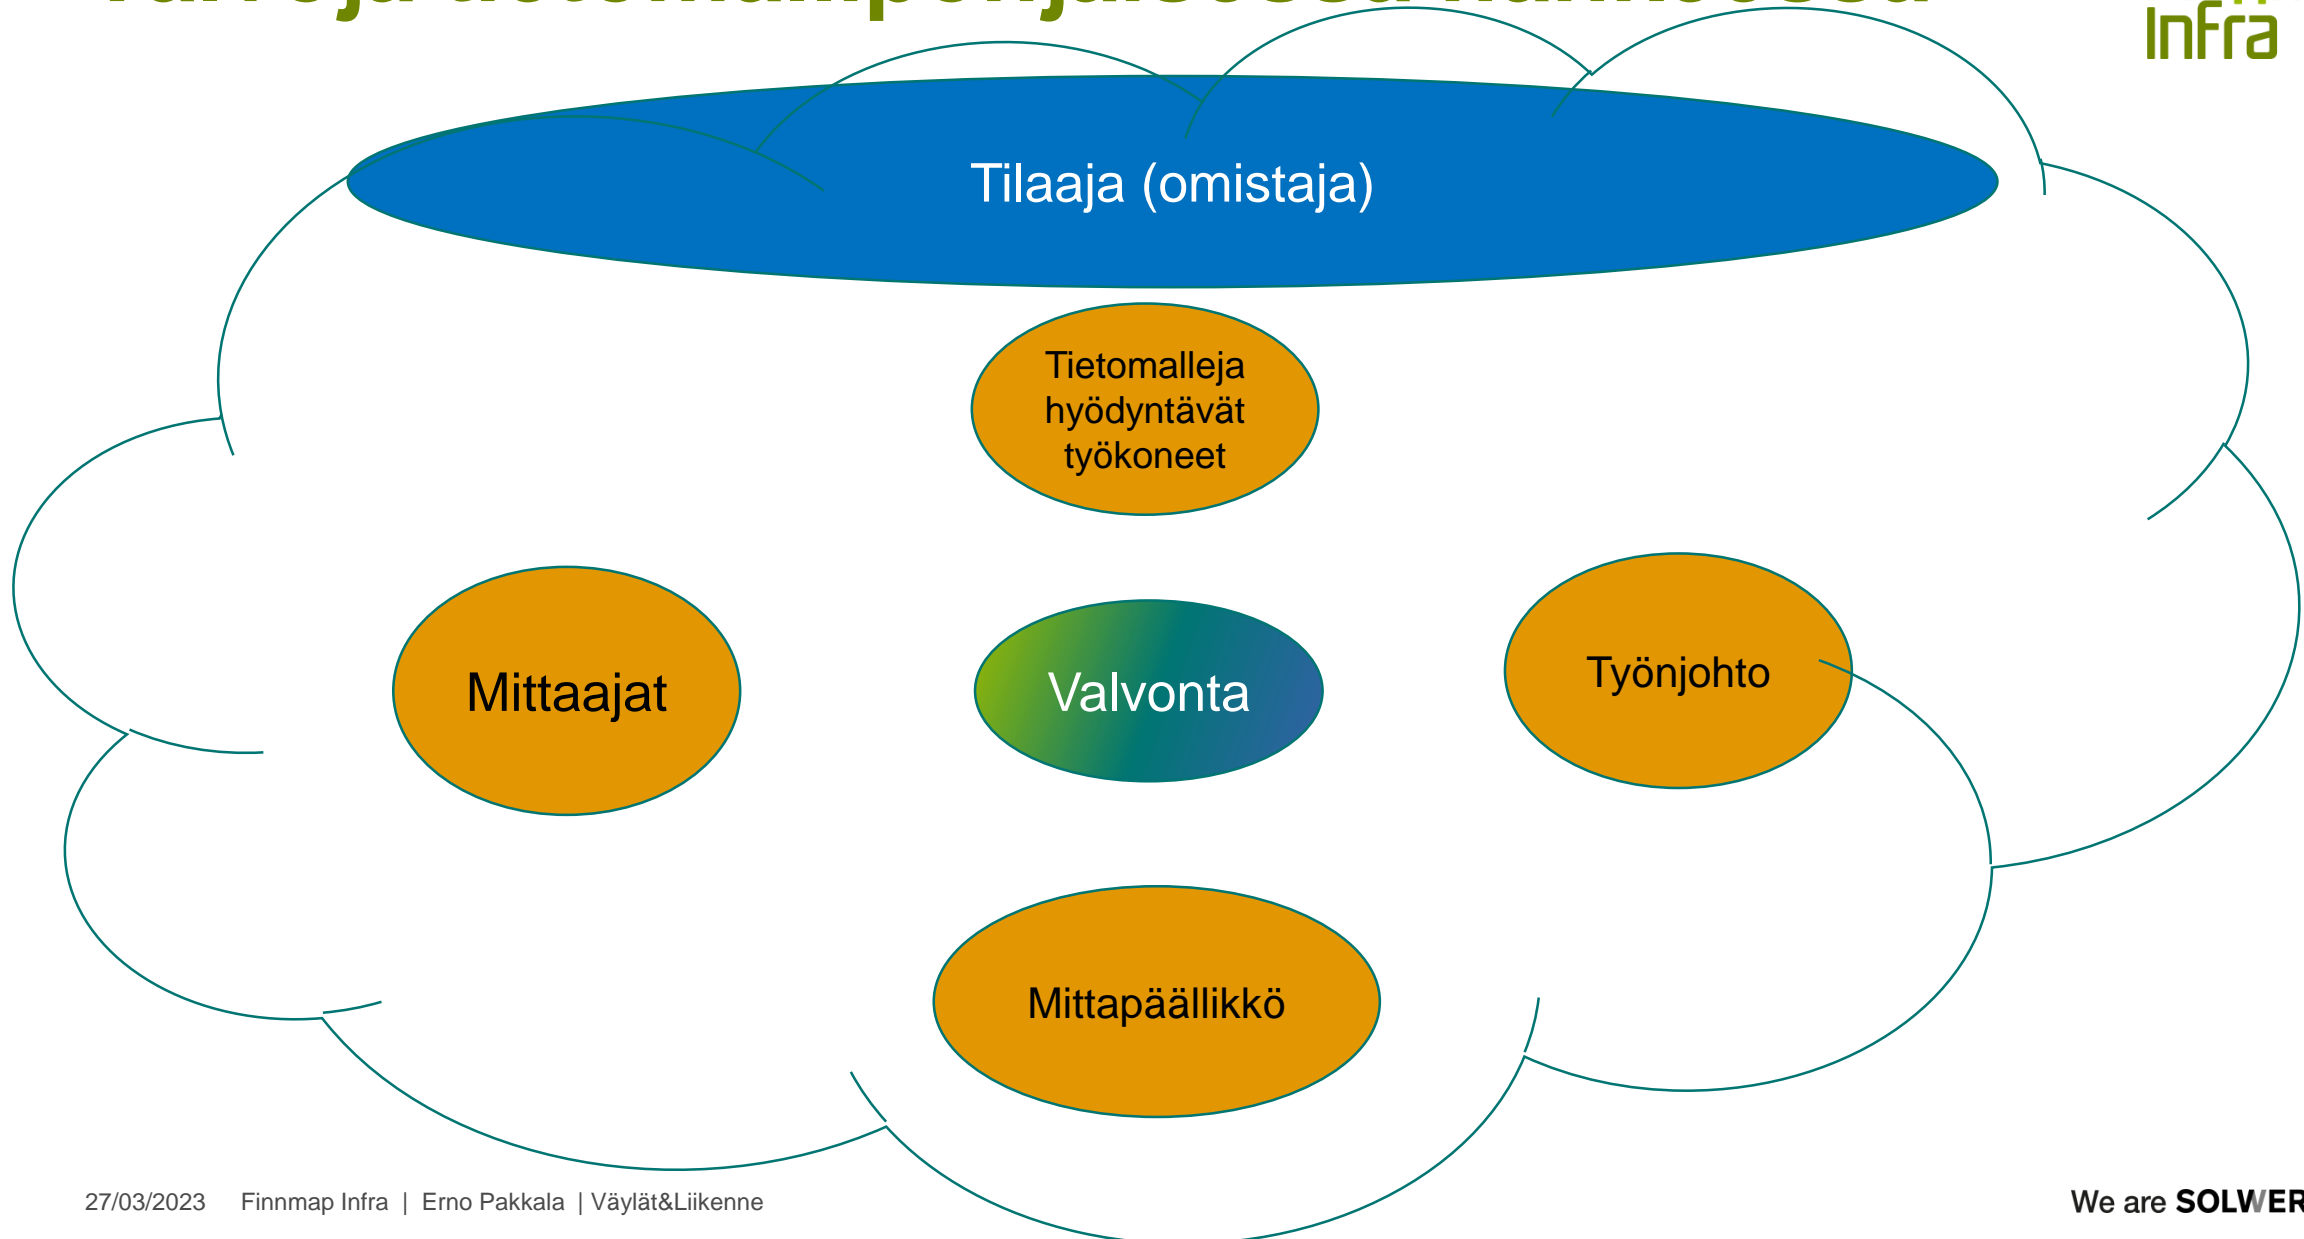 Infra
Tilaaja (omistaja)
Tietomalleja
hyödyntävät
työkoneet
Mittaajat
Valvonta
Työnjohto
Mittapäällikkö
27/03/2023 Finnmap Infra | Erno Pakkala | Väylät&Liikenne
We are SOLWER